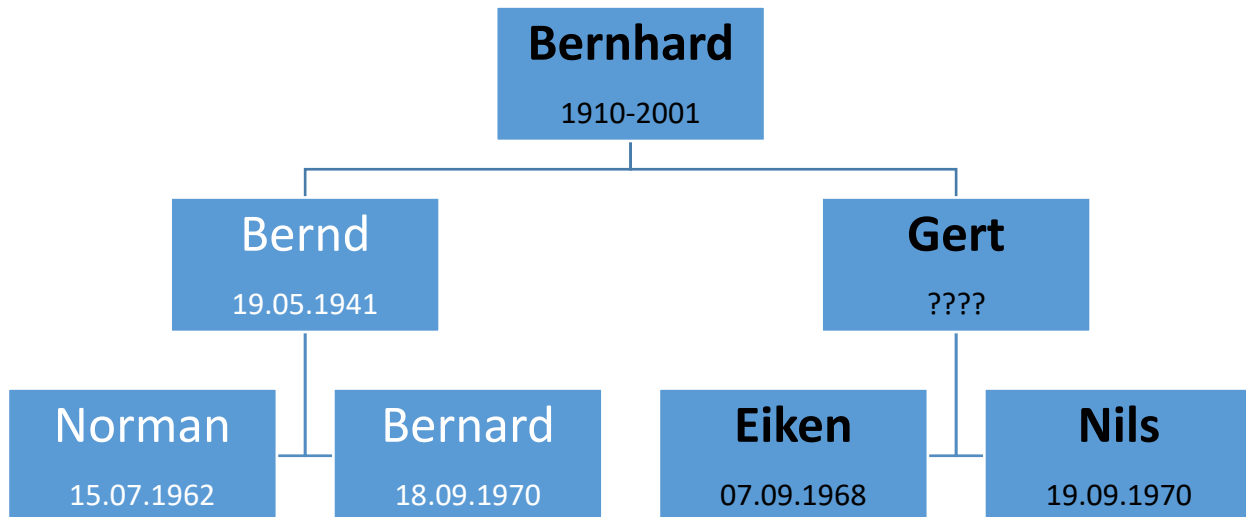 Bernhard
1910-2001
Bernd
19.05.1941
Gert
????
Norman
15.07.1962
Bernard
18.09.1970
Eiken
07.09.1968
Nils
19.09.1970